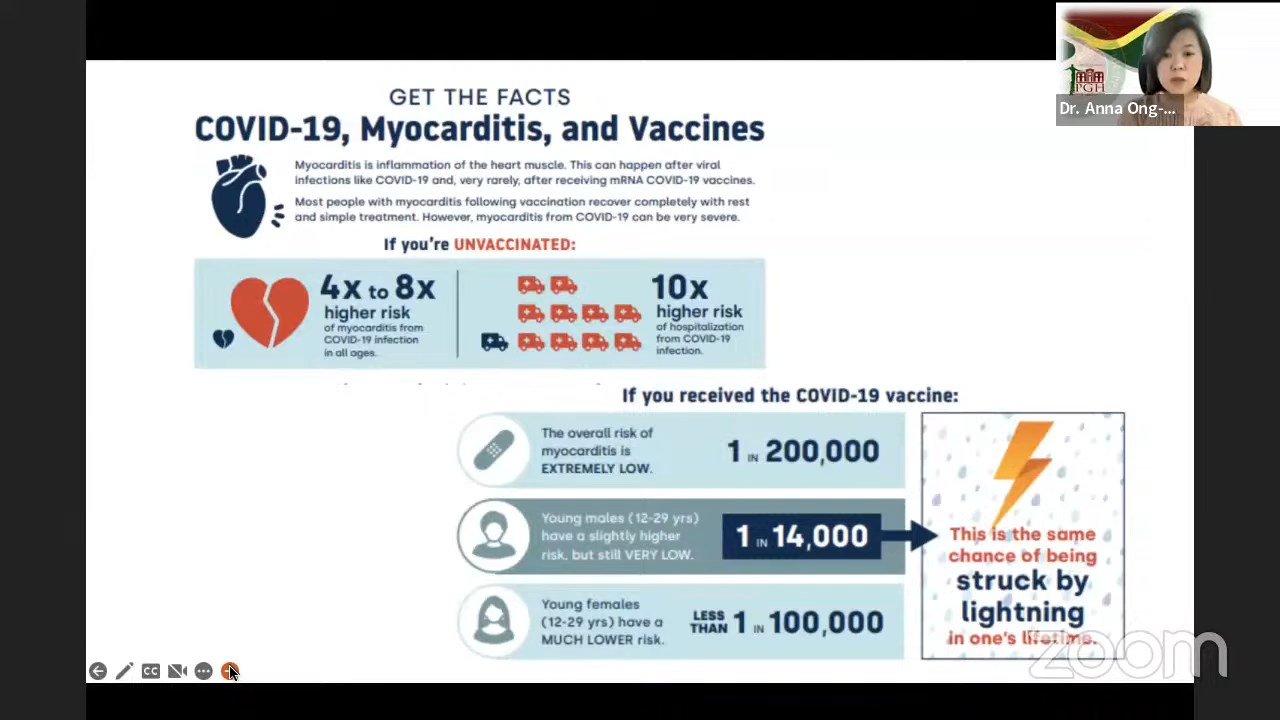 GET THE FACTS
COVID-19, Myocarditis, and Vaccines
Myocarditis is inflammation of the heart muscle. This can happen after viral
infections like COVID-19 and, very rarely, after receiving mRNA COVID-19 vaccines.
Most people with myocarditis following vaccination recover completely with rest
and simple treatment. However, myocarditis from COVID-19 can be very severe.
If you're UNVACCINATED:
4x to 8x
higher risk
of myocarditis from
COVID-19 infection
in all ages.
10x
higher risk
of hospitalization
from COVID-19
infection.
If you received the COVID-19 vaccine:
The overall risk of
myocarditis is
EXTREMELY LOW.
1 IN 200,000
Young males (12-29 yrs)
have a slightly higher
risk, but still VERY LOW.
1 IN 14,000
Young females
(12-29 yrs) have a
MUCH LOWER risk.
LESS
THAN 1 IN 100,000
This is the same
chance of being
struck by
lightning
in one's lifetime.
PGH
Dr. Anna Ong-...
CC
zoom